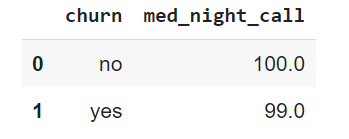 churn med_night_call
0 no 100.0
1 yes 99.0